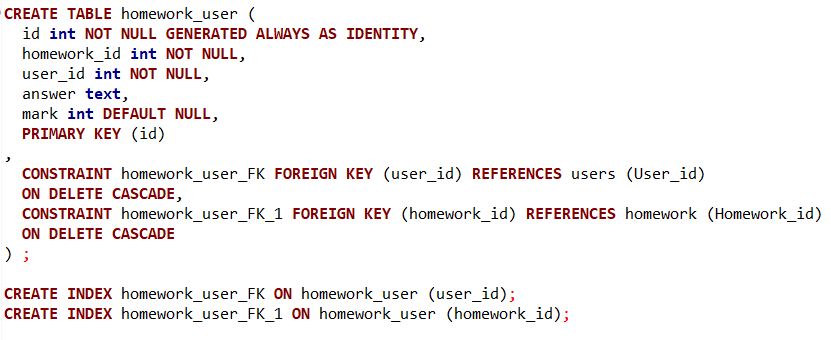 CREATE TABLE homework_user (
  id int NOT NULL GENERATED ALWAYS AS IDENTITY,
  homework_id int NOT NULL,
  user_id int NOT NULL,
  answer text,
  mark int DEFAULT NULL,
  PRIMARY KEY (id)
,
  CONSTRAINT homework_user_FK FOREIGN KEY (user_id) REFERENCES users (User_id)
  ON DELETE CASCADE,
  CONSTRAINT homework_user_FK_1 FOREIGN KEY (homework_id) REFERENCES homework (Homework_id)
  ON DELETE CASCADE
) ;
CREATE INDEX homework_user_FK ON homework_user (user_id);
CREATE INDEX homework_user_FK_1 ON homework_user (homework_id);